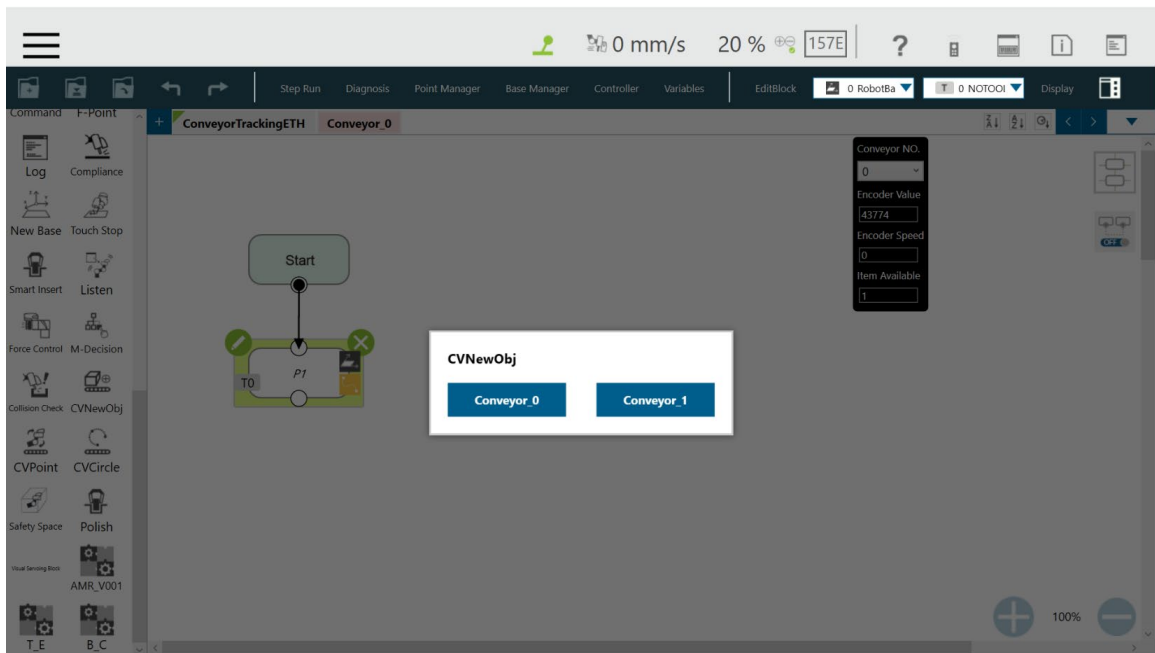 0 mm/s 20 % 157E ?
Step Run Diagnosis Point Manager Base Manager Controller Variables EditBlock 0 RobotBa T 0 NOTOOl Display
Command F-Point
+ ConveyorTrackingETH Conveyor_0
Log Compliance
New Base Touch Stop
Smart Insert Listen
Force Control M-Decision
Collision Check CVNewObj
CVPoint CVCircle
Safety Space Polish
Visual Servoing Block AMR_V001
T_E B_C
Start
T0 P1
Conveyor NO.
0
Encoder Value
43774
Encoder Speed
0
Item Available
1
OFF
CVNewObj
Conveyor_0 Conveyor_1
100%